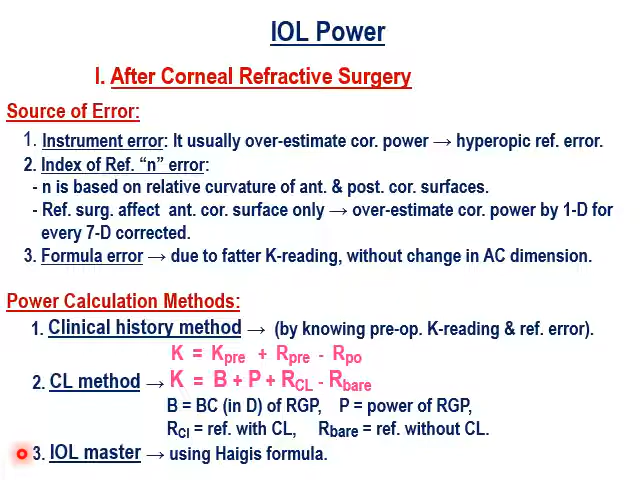 IOL Power
I. After Corneal Refractive Surgery
Source of Error:
1. Instrument error: It usually over-estimate cor. power → hyperopic ref. error.
2. Index of Ref. “n” error:
- n is based on relative curvature of ant. & post. cor. surfaces.
- Ref. surg. affect ant. cor. surface only → over-estimate cor. power by 1-D for
every 7-D corrected.
3. Formula error → due to fatter K-reading, without change in AC dimension.
Power Calculation Methods:
1. Clinical history method → (by knowing pre-op. K-reading & ref. error).
K = Kpre + Rpre - Rpo
2. CL method → K = B + P + RCL - Rbare
B = BC (in D) of RGP, P = power of RGP,
RCl = ref. with CL, Rbare = ref. without CL.
3. IOL master → using Haigis formula.